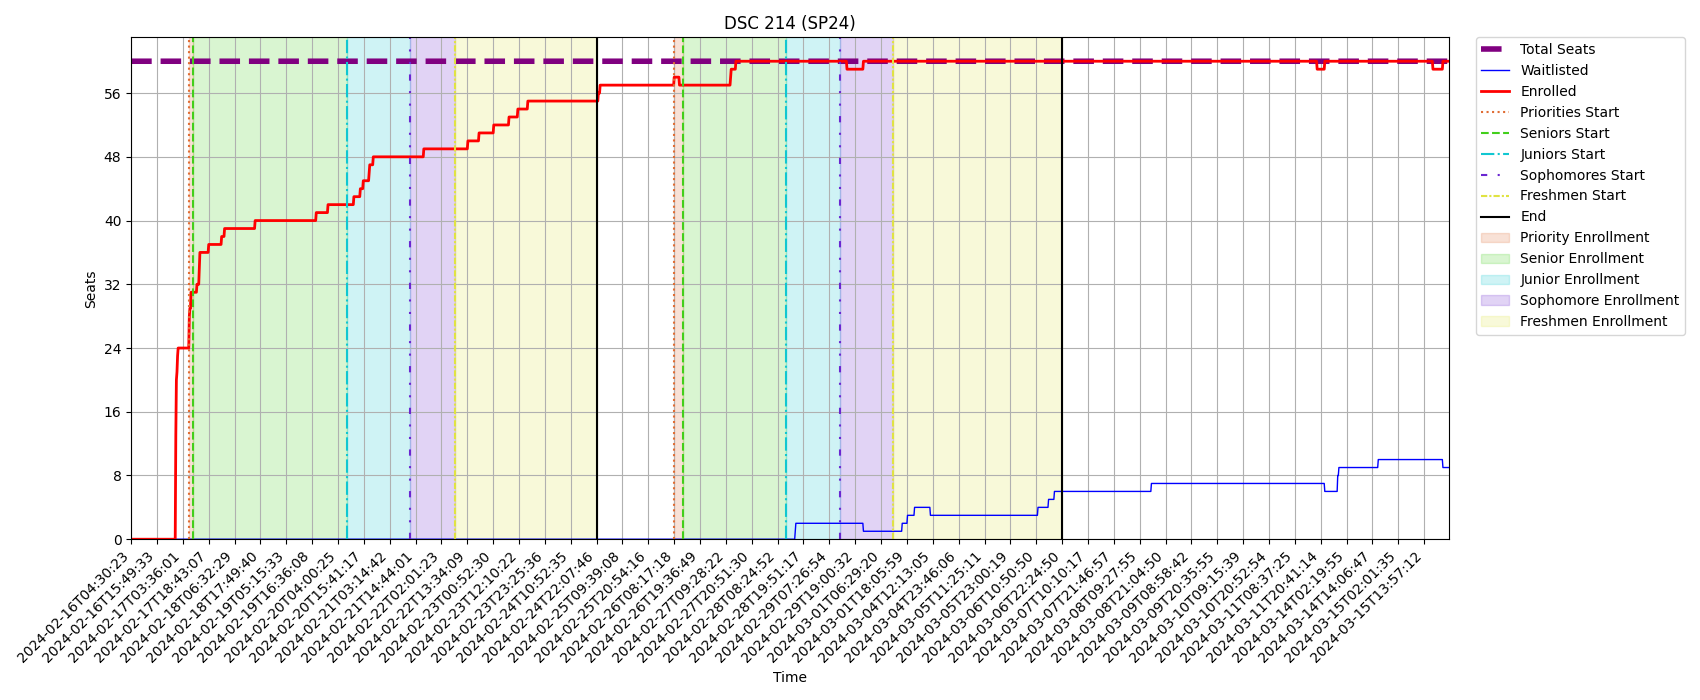 DSC 214 (SP24)
Total Seats
Waitlisted
Enrolled
Priorities Start
Seniors Start
Juniors Start
Sophomores Start
Freshmen Start
End
Priority Enrollment
Senior Enrollment
Junior Enrollment
Sophomore Enrollment
Freshmen Enrollment
Seats
56
48
40
32
24
16
8
0
2024-02-16T04:30:23
2024-02-16T15:49:33
2024-02-17T03:36:01
2024-02-17T18:43:07
2024-02-18T06:32:29
2024-02-18T17:49:40
2024-02-19T05:15:33
2024-02-19T16:36:08
2024-02-20T04:00:25
2024-02-20T15:41:17
2024-02-21T03:14:42
2024-02-21T14:44:01
2024-02-22T02:01:23
2024-02-22T13:34:09
2024-02-23T00:52:30
2024-02-23T12:10:22
2024-02-23T23:25:36
2024-02-24T10:52:35
2024-02-24T22:07:46
2024-02-25T09:39:08
2024-02-25T20:54:16
2024-02-26T08:17:18
2024-02-26T19:36:49
2024-02-27T09:28:22
2024-02-27T20:51:30
2024-02-28T08:24:52
2024-02-28T19:51:17
2024-02-29T07:26:54
2024-02-29T19:00:32
2024-03-01T06:29:20
2024-03-01T18:05:59
2024-03-04T12:13:05
2024-03-04T23:46:06
2024-03-05T11:25:11
2024-03-05T23:00:19
2024-03-06T10:50:50
2024-03-06T22:24:50
2024-03-07T10:10:17
2024-03-07T21:46:57
2024-03-08T09:27:55
2024-03-08T21:04:50
2024-03-09T08:58:42
2024-03-09T20:35:55
2024-03-10T09:15:39
2024-03-10T20:52:54
2024-03-11T08:37:25
2024-03-11T20:41:14
2024-03-14T02:19:55
2024-03-14T14:06:47
2024-03-15T02:01:35
2024-03-15T13:57:12
Time